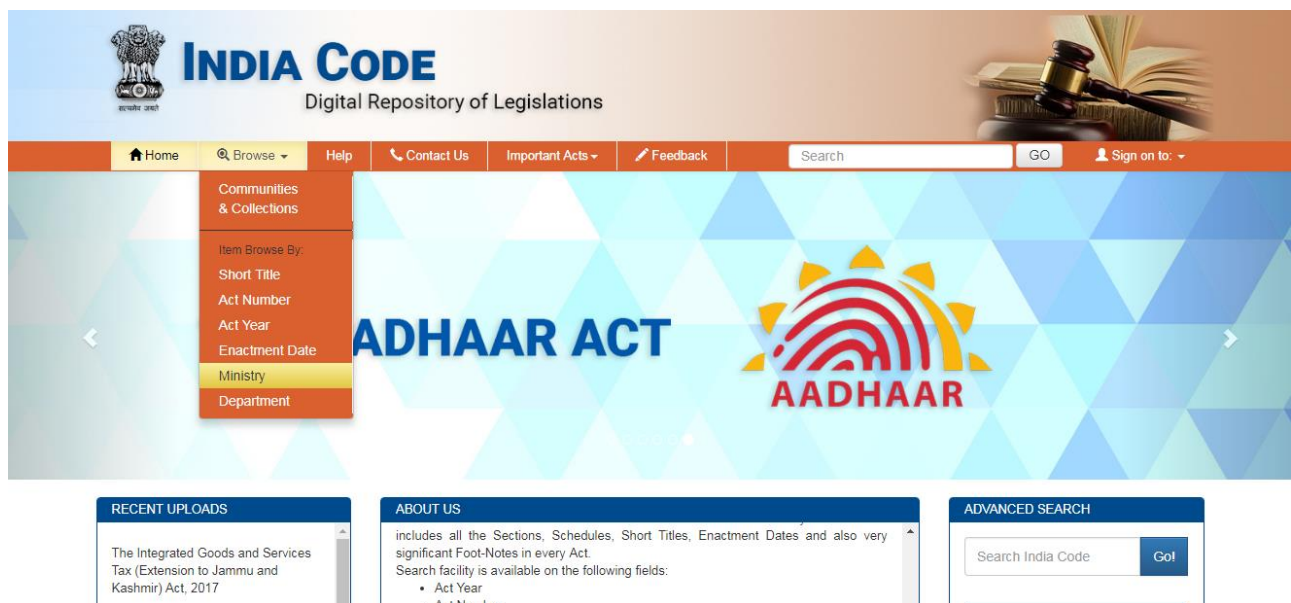 INDIA CODE
Digital Repository of Legislations
सत्यमेव जयते
Home
Browse
Help
Contact Us
Important Acts
Feedback
Search
GO
Sign on to:
Communities
& Collections
Item Browse By:
Short Title
Act Number
Act Year
Enactment Date
Ministry
Department
ADHAAR ACT
AADHAAR
RECENT UPLOADS
The Integrated Goods and Services
Tax (Extension to Jammu and
Kashmir) Act, 2017
ABOUT US
includes all the Sections, Schedules, Short Titles, Enactment Dates and also very
significant Foot-Notes in every Act.
Search facility is available on the following fields:
• Act Year
ADVANCED SEARCH
Search India Code
Go!